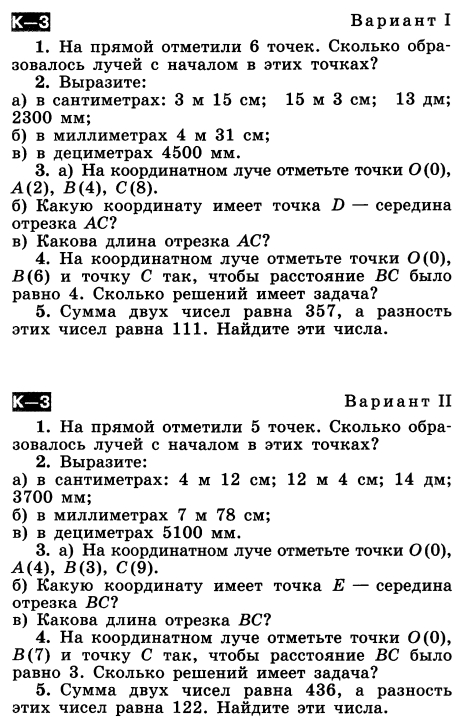 К—3 Вариант I
1. На прямой отметили 6 точек. Сколько обра-
зовалось лучей с началом в этих точках?
2. Выразите:
а) в сантиметрах: 3 м 15 см; 15 м 3 см; 13 дм;
2300 мм;
б) в миллиметрах 4 м 31 см;
в) в дециметрах 4500 мм.
3. а) На координатном луче отметьте точки O(0),
A(2), B(4), C(8).
б) Какую координату имеет точка D — середина
отрезка AC?
в) Какова длина отрезка AC?
4. На координатном луче отметьте точки O(0),
B(6) и точку C так, чтобы расстояние BC было
равно 4. Сколько решений имеет задача?
5. Сумма двух чисел равна 357, а разность
этих чисел равна 111. Найдите эти числа.
К—3 Вариант II
1. На прямой отметили 5 точек. Сколько обра-
зовалось лучей с началом в этих точках?
2. Выразите:
а) в сантиметрах: 4 м 12 см; 12 м 4 см; 14 дм;
3700 мм;
б) в миллиметрах 7 м 78 см;
в) в дециметрах 5100 мм.
3. а) На координатном луче отметьте точки O(0),
A(4), B(3), C(9).
б) Какую координату имеет точка E — середина
отрезка BC?
в) Какова длина отрезка BC?
4. На координатном луче отметьте точки O(0),
B(7) и точку C так, чтобы расстояние BC было
равно 3. Сколько решений имеет задача?
5. Сумма двух чисел равна 436, а разность
этих чисел равна 122. Найдите эти числа.